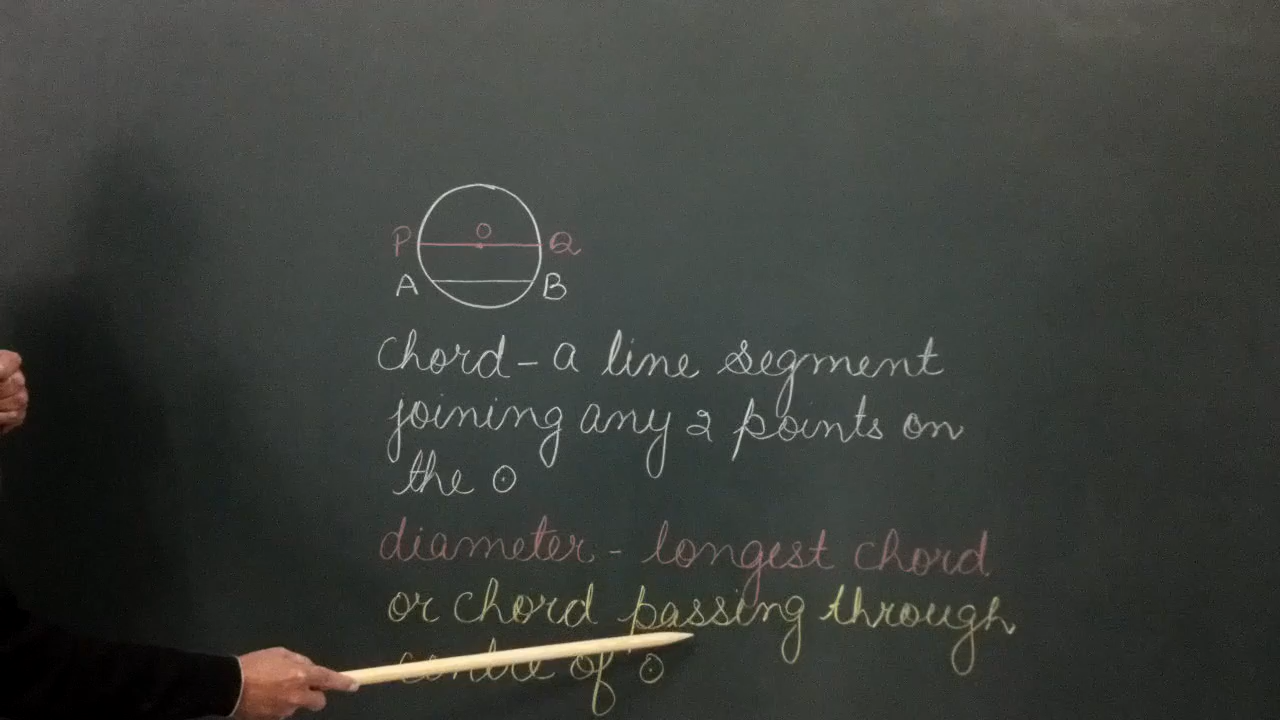 O
P Q
A B
chord - a line segment
joining any 2 points on
the ⊙
diameter - longest chord
or chord passing through
centre of ⊙